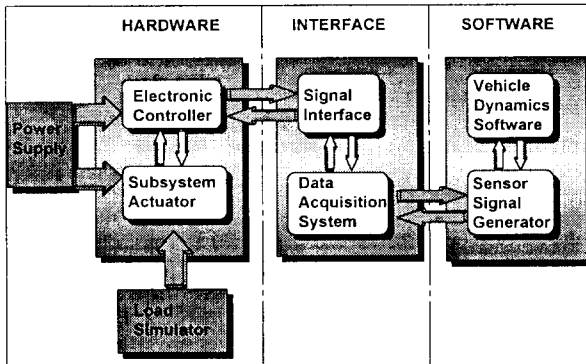 HARDWARE
INTERFACE
SOFTWARE
Electronic
Controller
Signal
Interface
Vehicle
Dynamics
Software
Power
Supply
Subsystem
Actuator
Data
Acquisition
System
Sensor
Signal
Generator
Load
Simulator